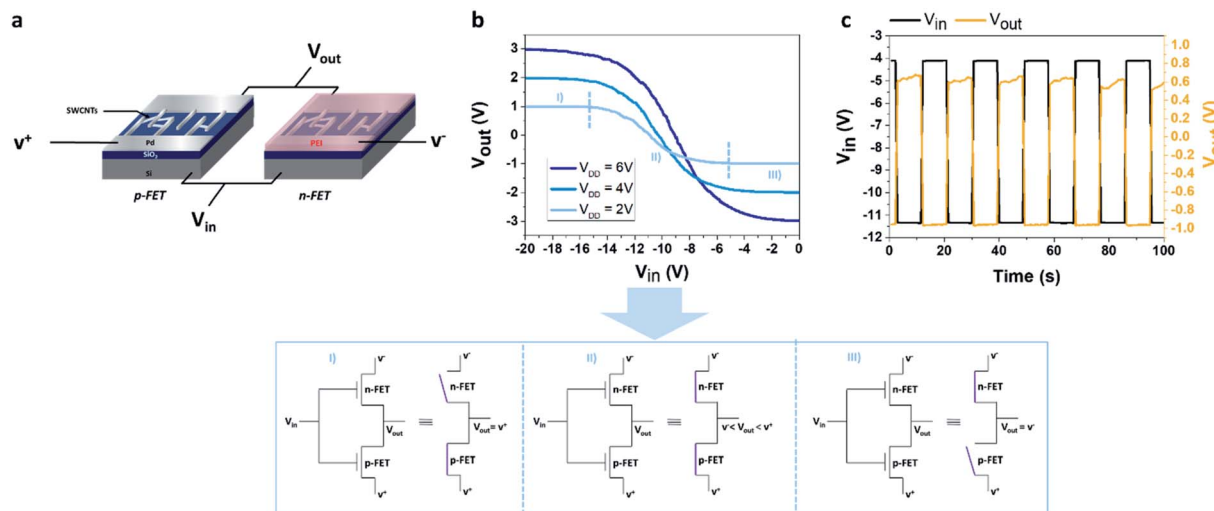 a
V_out
SWCNTs
v⁺
Pd
SiO₂
Si
PEI
v⁻
p-FET
n-FET
V_in
b
V_out (V)
3
2
1
0
-1
-2
-3
I)
II)
III)
V_DD = 6V
V_DD = 4V
V_DD = 2V
-20 -18 -16 -14 -12 -10 -8 -6 -4 -2 0
V_in (V)
c
V_in V_out
V_in (V)
-3
-4
-5
-6
-7
-8
-9
-10
-11
-12
1.0
0.8
0.6
0.4
0.2
0.0
-0.2
-0.4
-0.6
-0.8
-1.0
V_out (V)
0 20 40 60 80 100
Time (s)
I)
v⁻
v⁻
n-FET
n-FET
V_in
V_out
≡
V_out = v⁺
p-FET
p-FET
v⁺
v⁺
II)
v⁻
v⁻
n-FET
n-FET
V_in
V_out
≡
v⁻< V_out < v⁺
p-FET
p-FET
v⁺
v⁺
III)
v⁻
v⁻
n-FET
n-FET
V_in
V_out
≡
V_out = v⁻
p-FET
p-FET
v⁺
v⁺